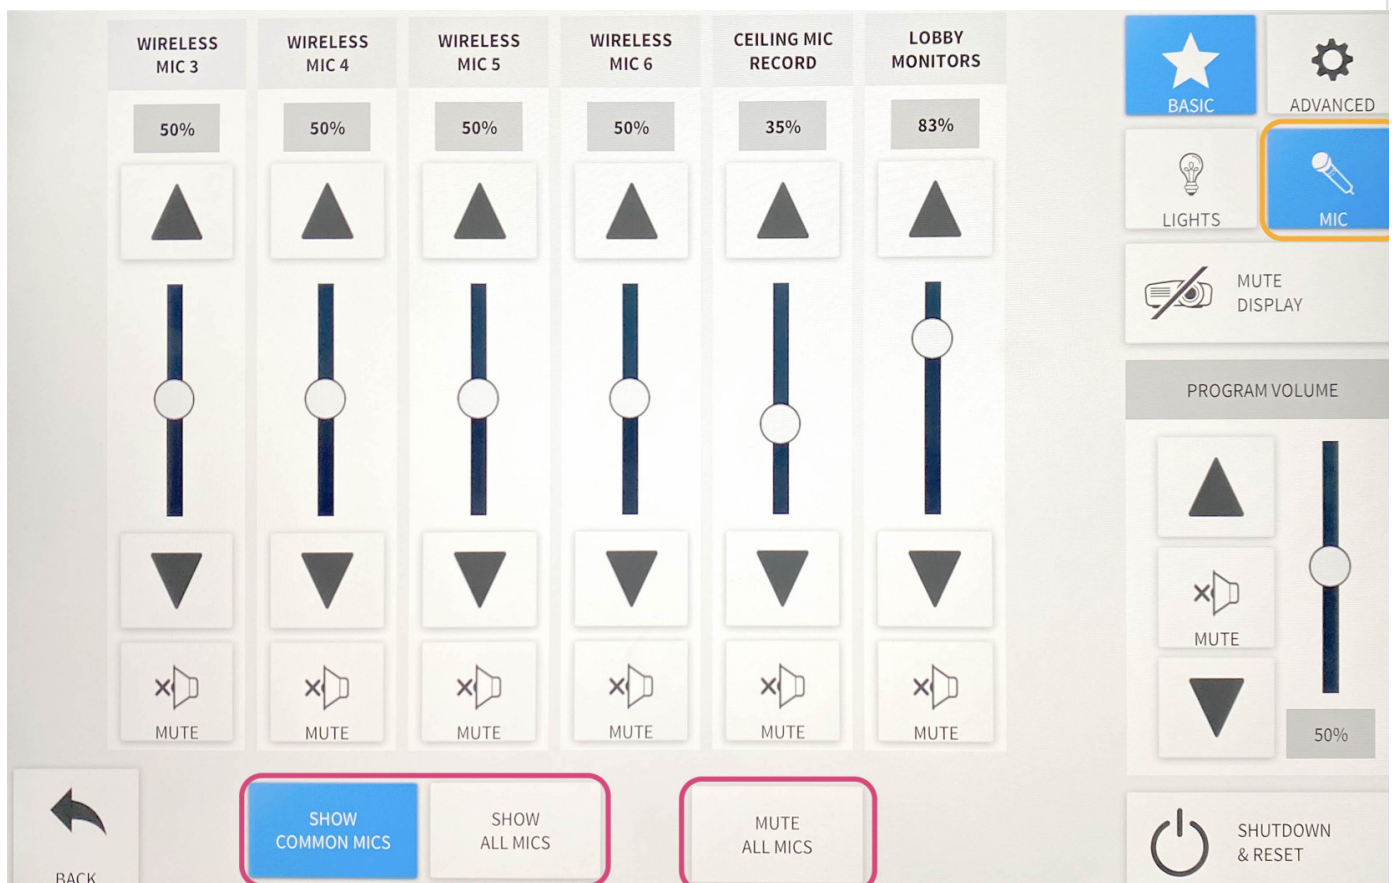 WIRELESS
MIC 3
WIRELESS
MIC 4
WIRELESS
MIC 5
WIRELESS
MIC 6
CEILING MIC
RECORD
LOBBY
MONITORS
50%
50%
50%
50%
35%
83%
MUTE
MUTE
MUTE
MUTE
MUTE
MUTE
BACK
SHOW
COMMON MICS
SHOW
ALL MICS
MUTE
ALL MICS
BASIC
ADVANCED
LIGHTS
MIC
MUTE
DISPLAY
PROGRAM VOLUME
MUTE
50%
SHUTDOWN
& RESET